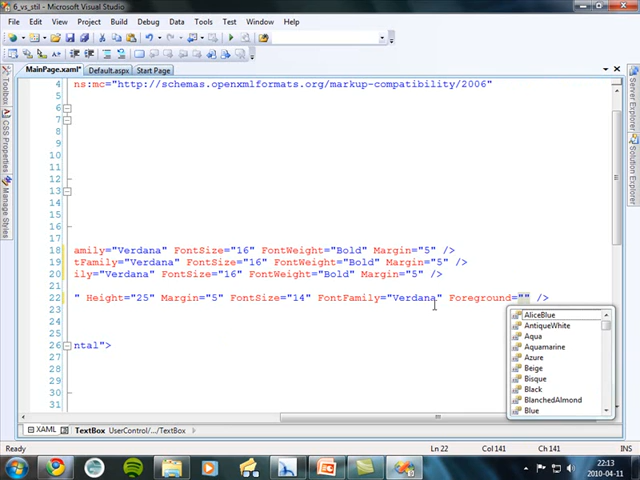 6_vs_stil - Microsoft Visual Studio
File Edit View Project Build Debug Data Tools Test Window Help
MainPage.xaml* Default.aspx Start Page
Toolbox
CSS Properties
Manage Styles
Server Explorer
Solution Explorer
4 ns:mc="http://schemas.openxmlformats.org/markup-compatibility/2006"
6
7
8
9
10
11
12
13
14
15
16
17
18 amily="Verdana" FontSize="16" FontWeight="Bold" Margin="5" />
19 tFamily="Verdana" FontSize="16" FontWeight="Bold" Margin="5" />
20 ily="Verdana" FontSize="16" FontWeight="Bold" Margin="5" />
21
22 " Height="25" Margin="5" FontSize="14" FontFamily="Verdana" Foreground="" />
23
24
25
26 ntal">
27
28
29
30
31
AliceBlue
AntiqueWhite
Aqua
Aquamarine
Azure
Beige
Bisque
Black
BlanchedAlmond
Blue
XAML TextBox UserControl/.../TextBox
Ready Ln 22 Col 141 Ch 141 INS
22:13
2010-04-11